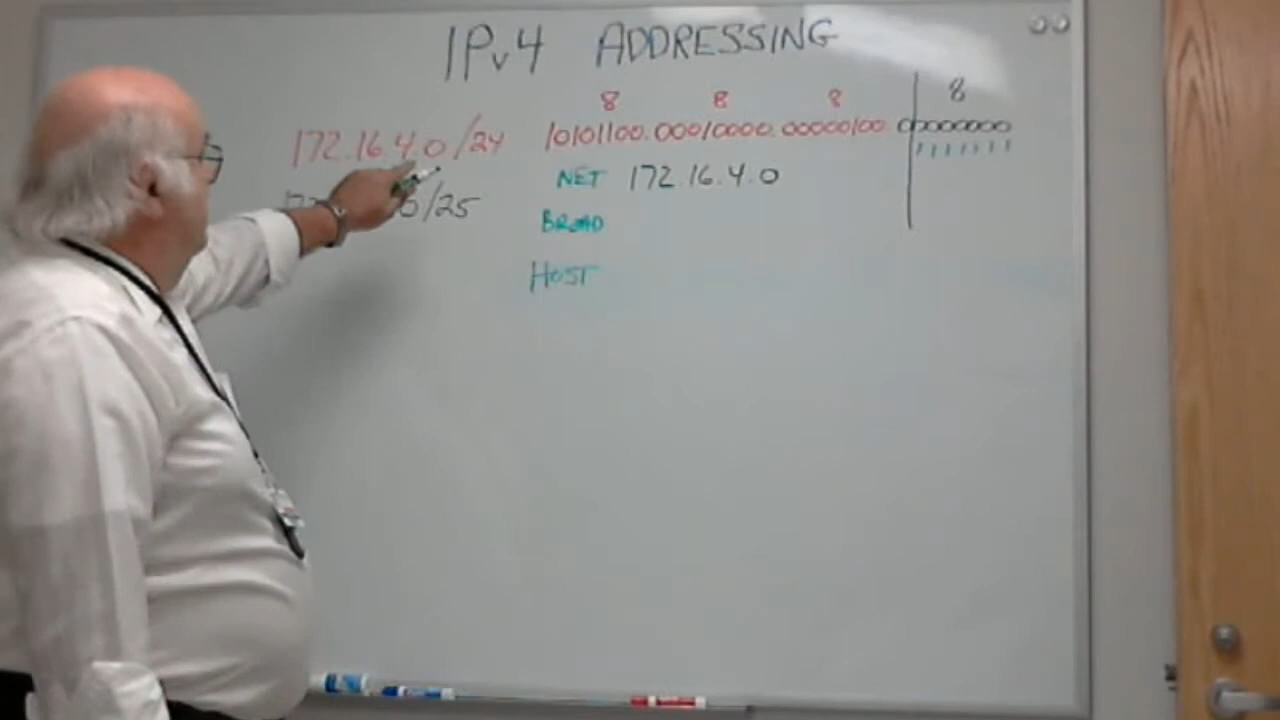 IPv4 ADDRESSING
8 8 8 8
172.16.4.0/24 10101100.00010000.00000100.00000000
11111111
NET 172.16.4.0
/25
BROAD
HOST